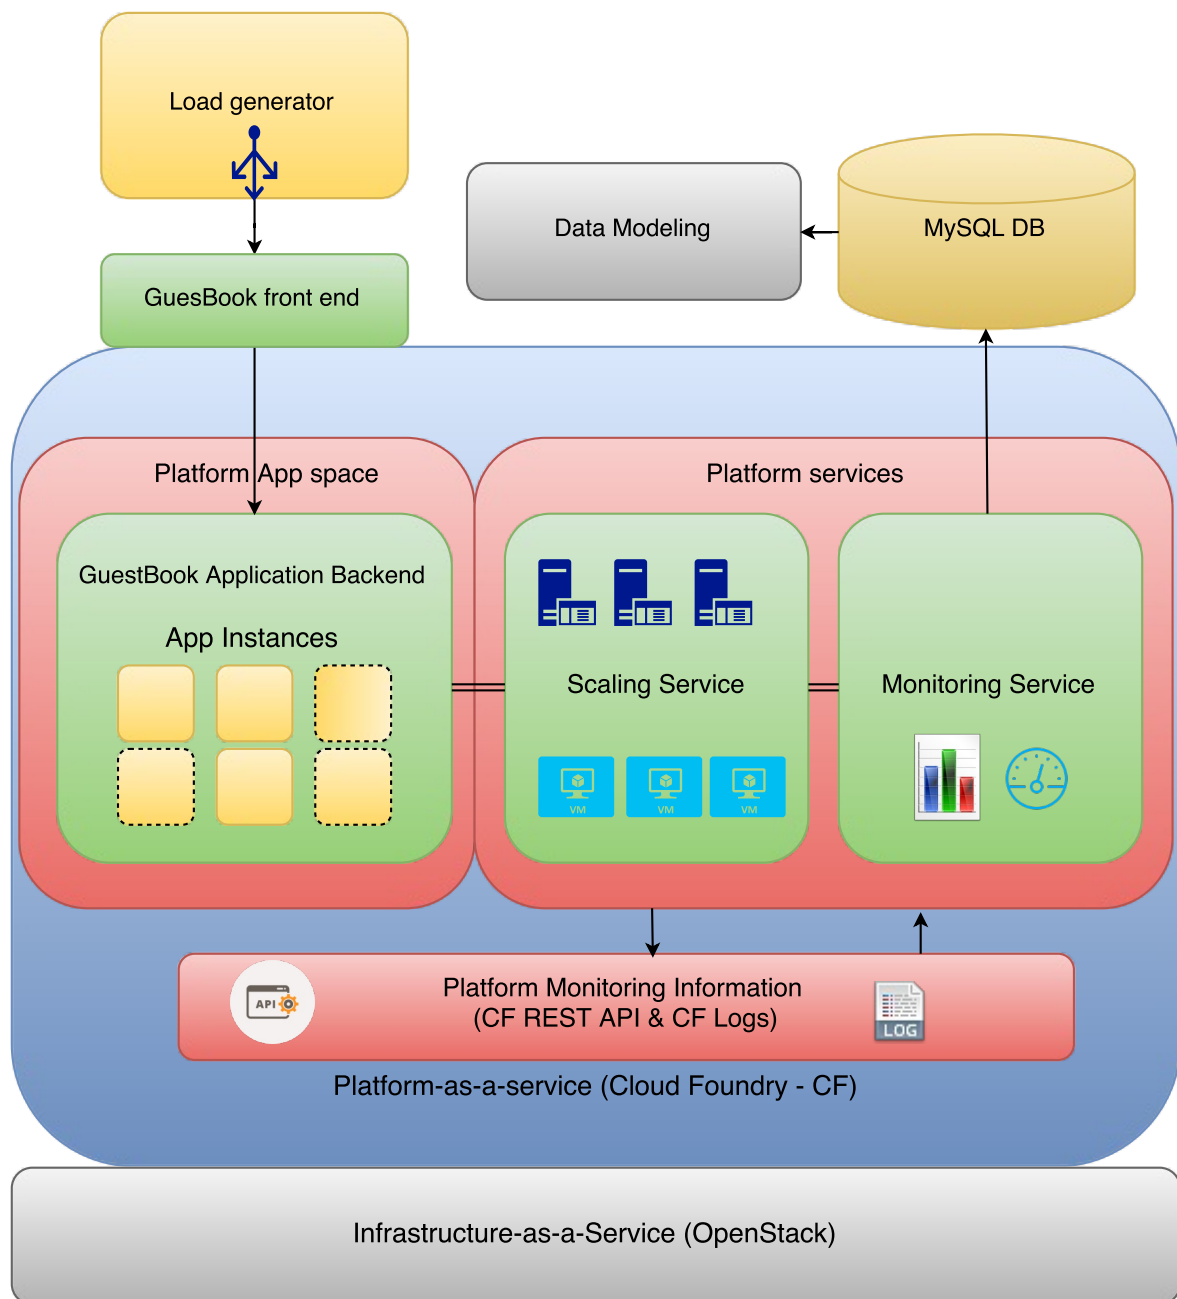 Load generator
Data Modeling
MySQL DB
GuesBook front end
Platform App space
Platform services
GuestBook Application Backend
App Instances
Scaling Service
Monitoring Service
VM
VM
VM
API
Platform Monitoring Information
(CF REST API & CF Logs)
LOG
Platform-as-a-service (Cloud Foundry - CF)
Infrastructure-as-a-Service (OpenStack)